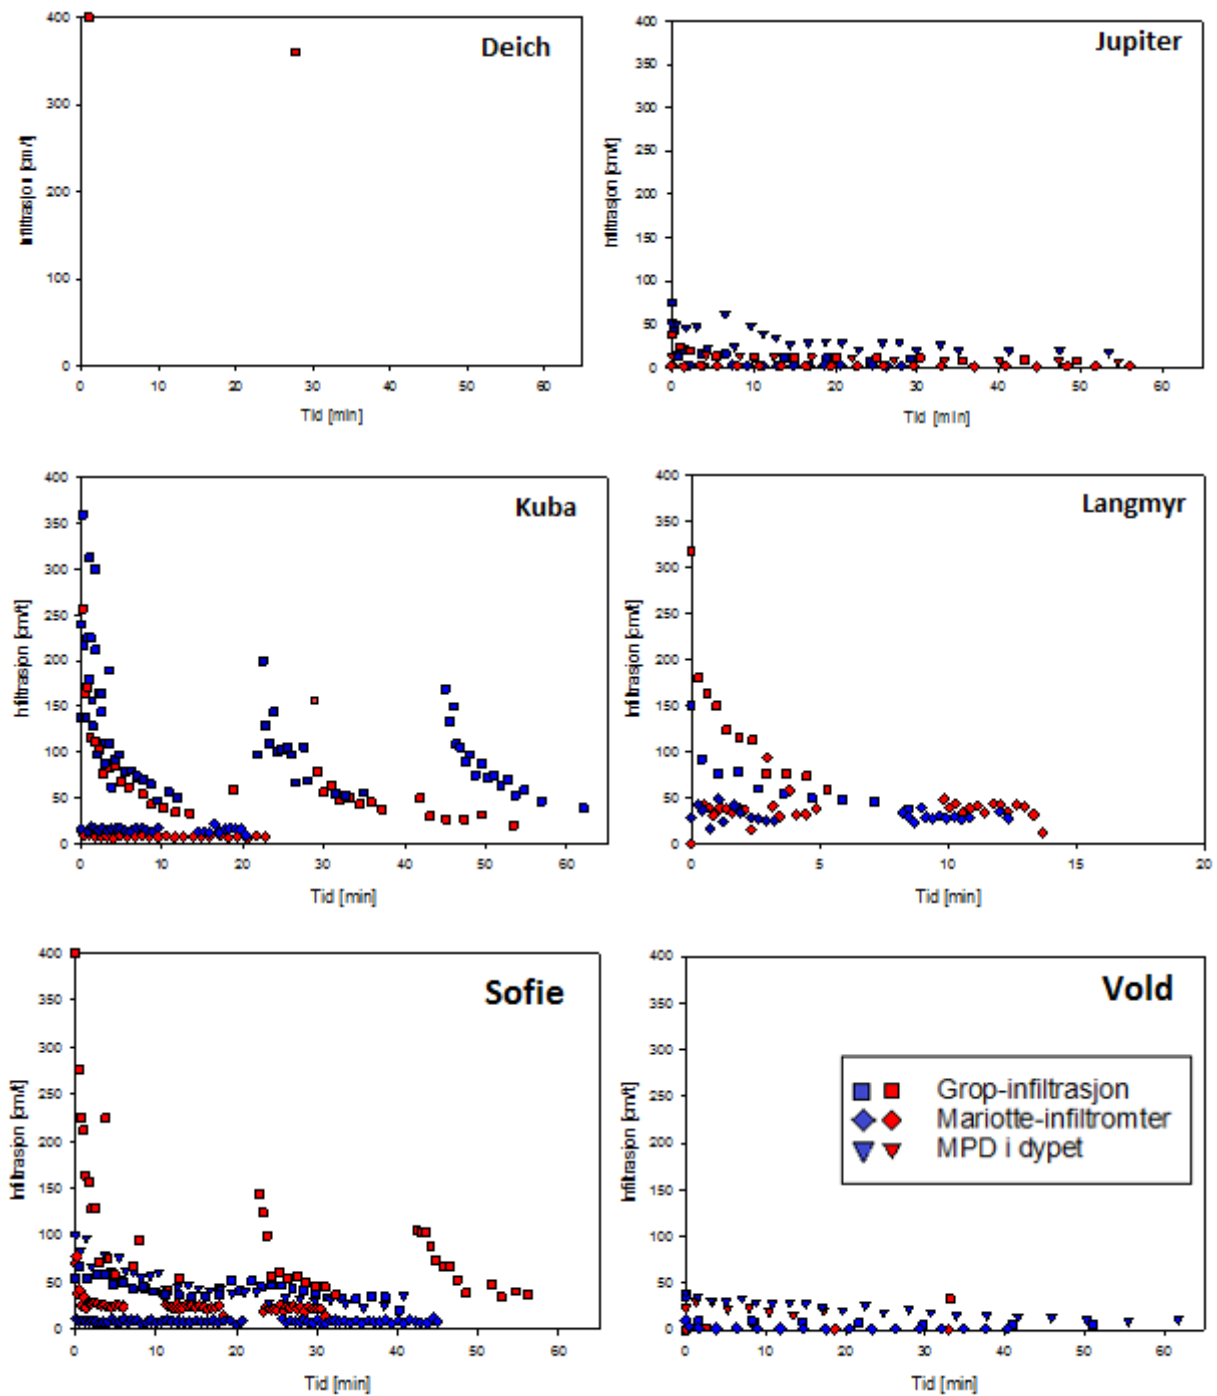 Deich
400
300
200
100
0
Infiltrasjon [cm/t]
0 10 20 30 40 50 60
Tid [min]
Jupiter
400
350
300
250
200
150
100
50
0
Infiltrasjon [cm/t]
0 10 20 30 40 50 60
Tid [min]
Kuba
400
350
300
250
200
150
100
50
0
Infiltrasjon [cm/t]
0 10 20 30 40 50 60
Tid [min]
Langmyr
400
350
300
250
200
150
100
50
0
Infiltrasjon [cm/t]
0 5 10 15 20
Tid [min]
Sofie
400
350
300
250
200
150
100
50
0
Infiltrasjon [cm/t]
0 10 20 30 40 50 60
Tid [min]
Vold
400
350
300
250
200
150
100
50
0
Infiltrasjon [cm/t]
Grop-infiltrasjon
Mariotte-infiltromter
MPD i dypet
0 10 20 30 40 50 60
Tid [min]